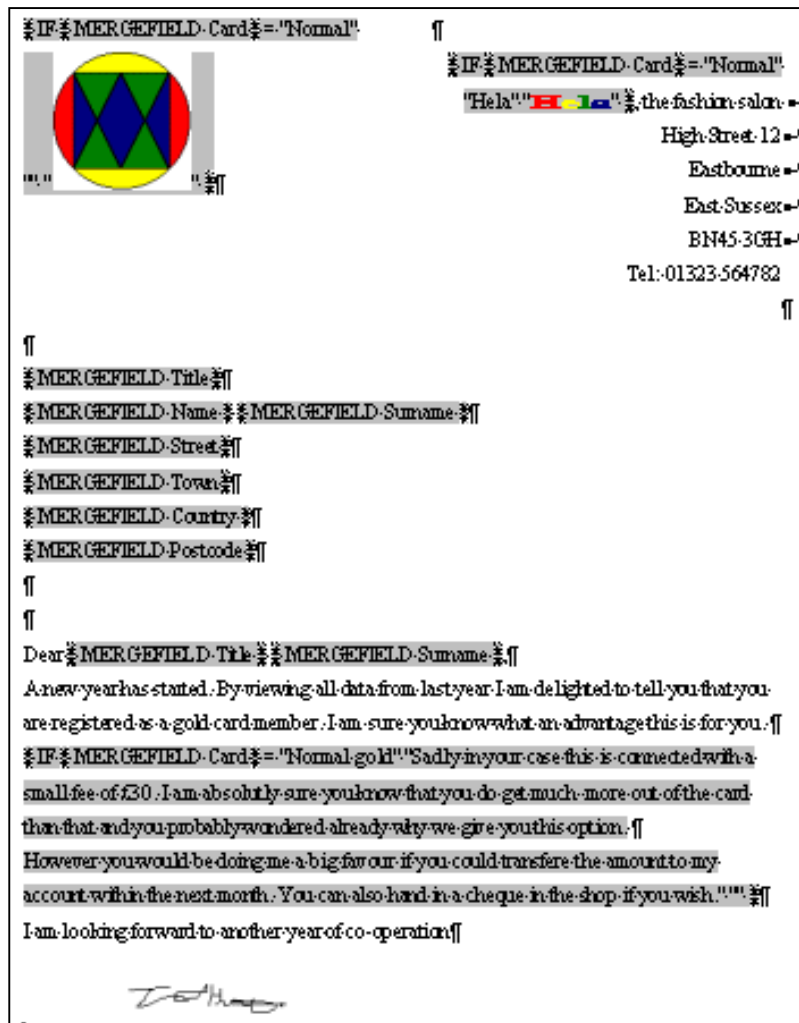 {IF {MERGEFIELD Card} = "Normal" ¶
"" "" }¶
{IF {MERGEFIELD Card} = "Normal"
"Hela" "Hela" }, the fashion salon
High Street 12
Eastbourne
East Sussex
BN45 3GH
Tel: 01323 564782
¶
¶
{MERGEFIELD Title}¶
{MERGEFIELD Name } {MERGEFIELD Surname }¶
{MERGEFIELD Street}¶
{MERGEFIELD Town}¶
{MERGEFIELD Country }¶
{MERGEFIELD Postcode}¶
¶
¶
Dear {MERGEFIELD Title } {MERGEFIELD Surname },¶
A new year has started. By viewing all data from last year I am delighted to tell you that you
are registered as a gold card member. I am sure you know what an advantage this is for you. ¶
{IF {MERGEFIELD Card} = "Normal gold" "Sadly in your case this is connected with a
small fee of £30. I am absolutly sure you know that you do get much more out of the card
than that and you probably wondered already why we give you this option. ¶
However you would be doing me a big favour if you could transfere the amount to my
account within the next month. You can also hand in a cheque in the shop if you wish." "" }¶
I am looking forward to another year of co-operation¶